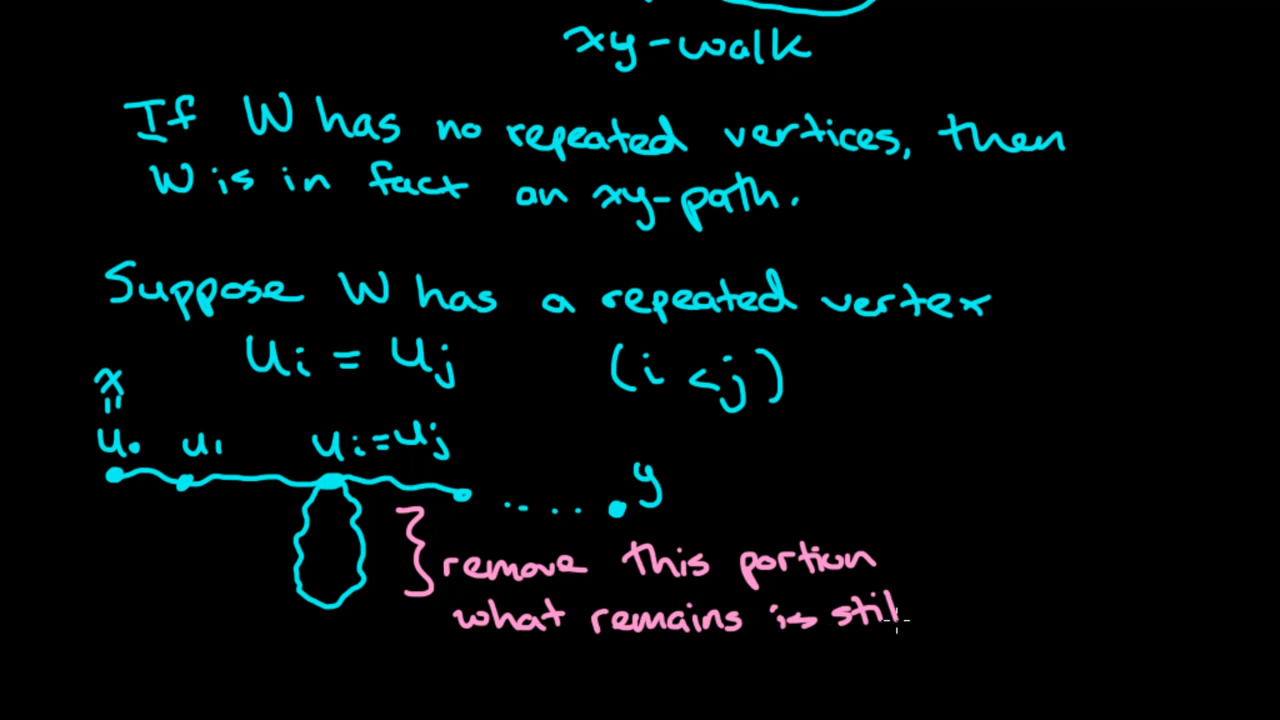 xy-walk
If W has no repeated vertices, then
W is in fact an xy-path.
Suppose W has a repeated vertex
ui = uj (i < j)
x
=
u0 u1 ui=uj
y
remove this portion
what remains is stil